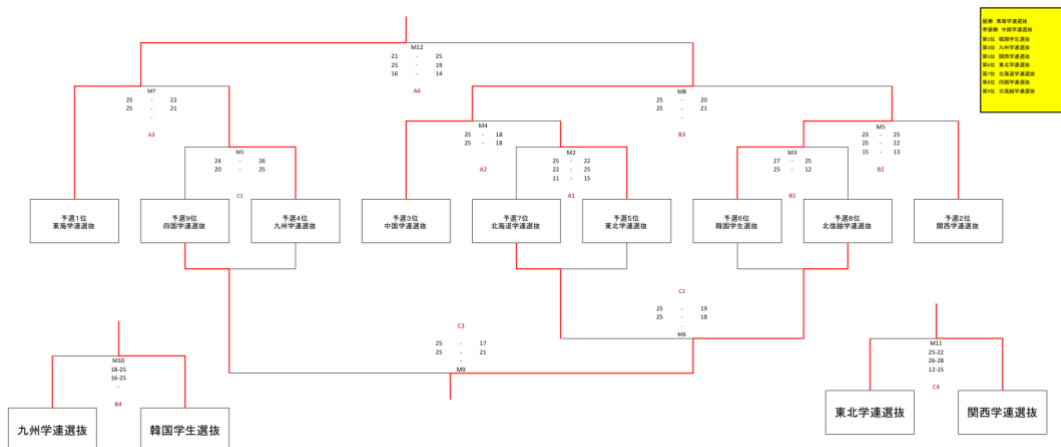 優勝 東海学連選抜
準優勝 中国学連選抜
第3位 韓国学生選抜
第4位 九州学連選抜
第5位 関西学連選抜
第6位 東北学連選抜
第7位 北海道学連選抜
第8位 四国学連選抜
第9位 北信越学連選抜
M12
21 - 25
25 - 19
16 - 14
A4
M7
25 - 22
25 - 21
-
A3
M8
25 - 20
25 - 21
-
B3
M4
25 - 18
25 - 18
-
A2
M5
23 - 25
25 - 22
15 - 13
B2
M1
24 - 26
20 - 25
-
C1
M2
25 - 22
22 - 25
11 - 15
A1
M3
27 - 25
25 - 12
-
B1
予選1位
東海学連選抜
予選9位
四国学連選抜
予選4位
九州学連選抜
予選3位
中国学連選抜
予選7位
北海道学連選抜
予選5位
東北学連選抜
予選6位
韓国学生選抜
予選8位
北信越学連選抜
予選2位
関西学連選抜
C2
25 - 19
25 - 18
-
M6
C3
25 - 17
25 - 21
-
M9
M10
18-25
16-25
-
B4
九州学連選抜
韓国学生選抜
M11
25-22
26-28
12-15
C4
東北学連選抜
関西学連選抜